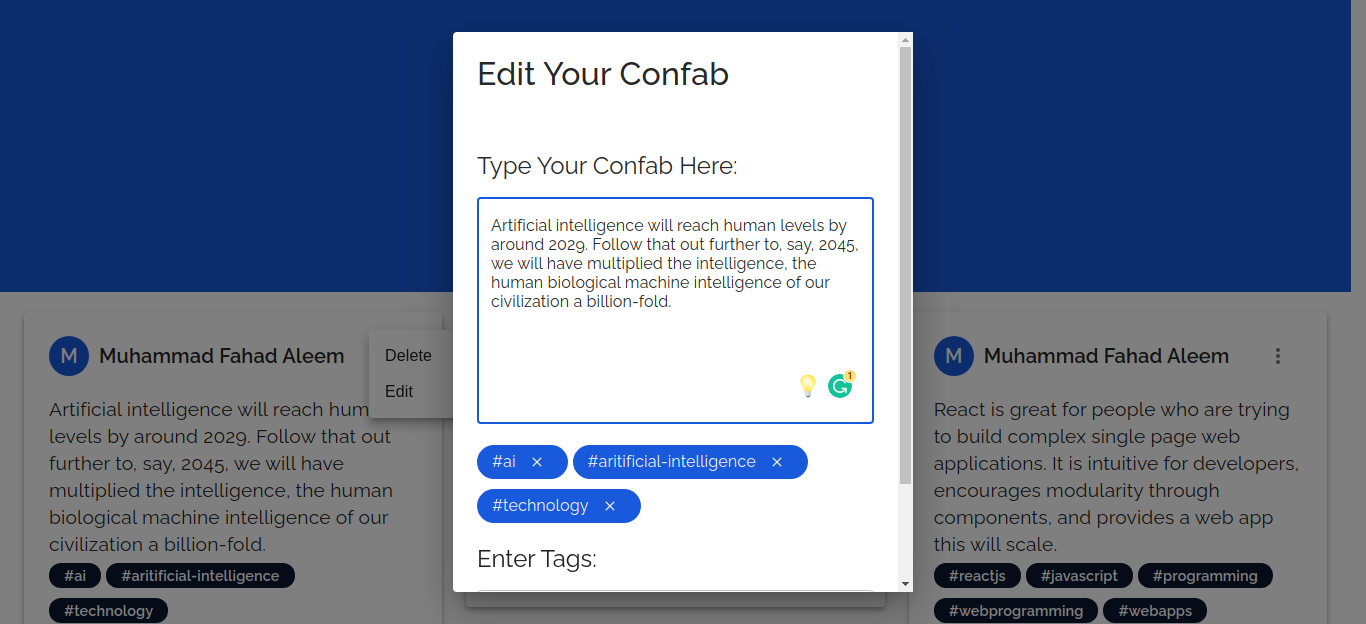 Edit Your Confab
Type Your Confab Here:
Artificial intelligence will reach human levels by
around 2029. Follow that out further to, say, 2045,
we will have multiplied the intelligence, the
human biological machine intelligence of our
civilization a billion-fold.
1
#ai ×
#aritificial-intelligence ×
#technology ×
Enter Tags:
M
Muhammad Fahad Aleem
Delete
Edit
Artificial intelligence will reach hum
levels by around 2029. Follow that out
further to, say, 2045, we will have
multiplied the intelligence, the human
biological machine intelligence of our
civilization a billion-fold.
#ai
#aritificial-intelligence
#technology
M
Muhammad Fahad Aleem
React is great for people who are trying
to build complex single page web
applications. It is intuitive for developers,
encourages modularity through
components, and provides a web app
this will scale.
#reactjs
#javascript
#programming
#webprogramming
#webapps